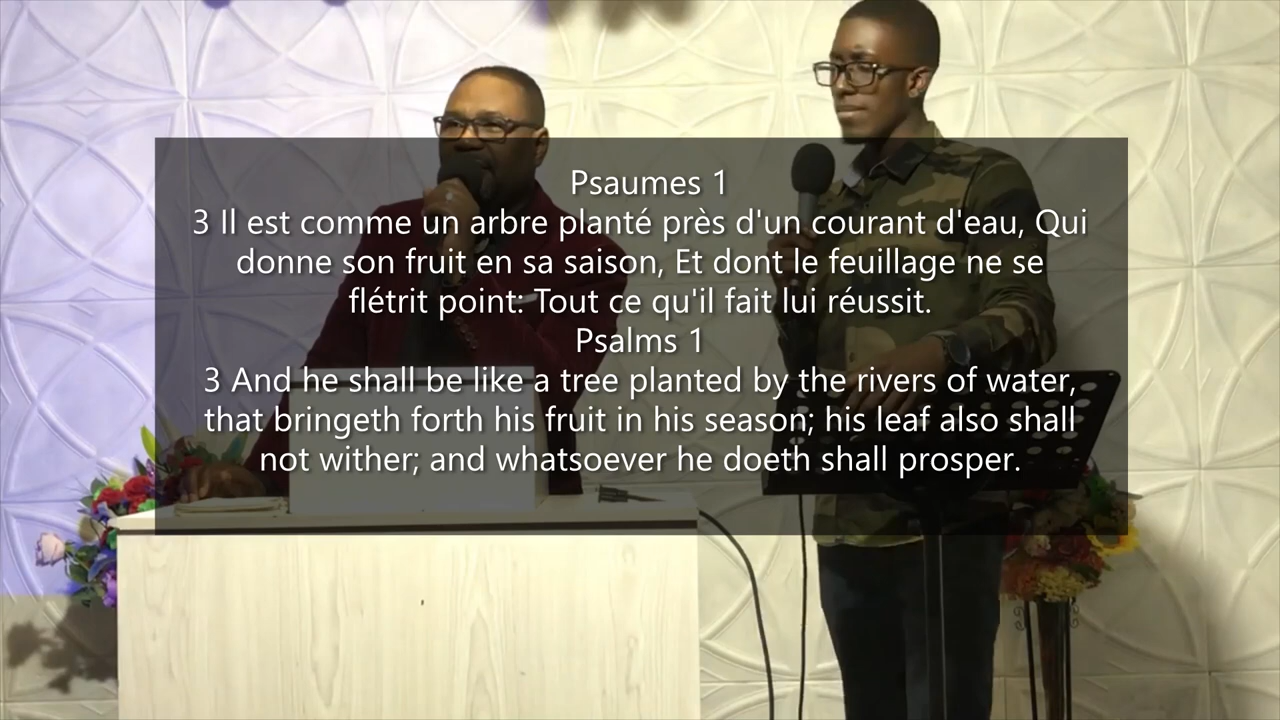 Psaumes 1
3 Il est comme un arbre planté près d'un courant d'eau, Qui
donne son fruit en sa saison, Et dont le feuillage ne se
flétrit point: Tout ce qu'il fait lui réussit.
Psalms 1
3 And he shall be like a tree planted by the rivers of water,
that bringeth forth his fruit in his season; his leaf also shall
not wither; and whatsoever he doeth shall prosper.